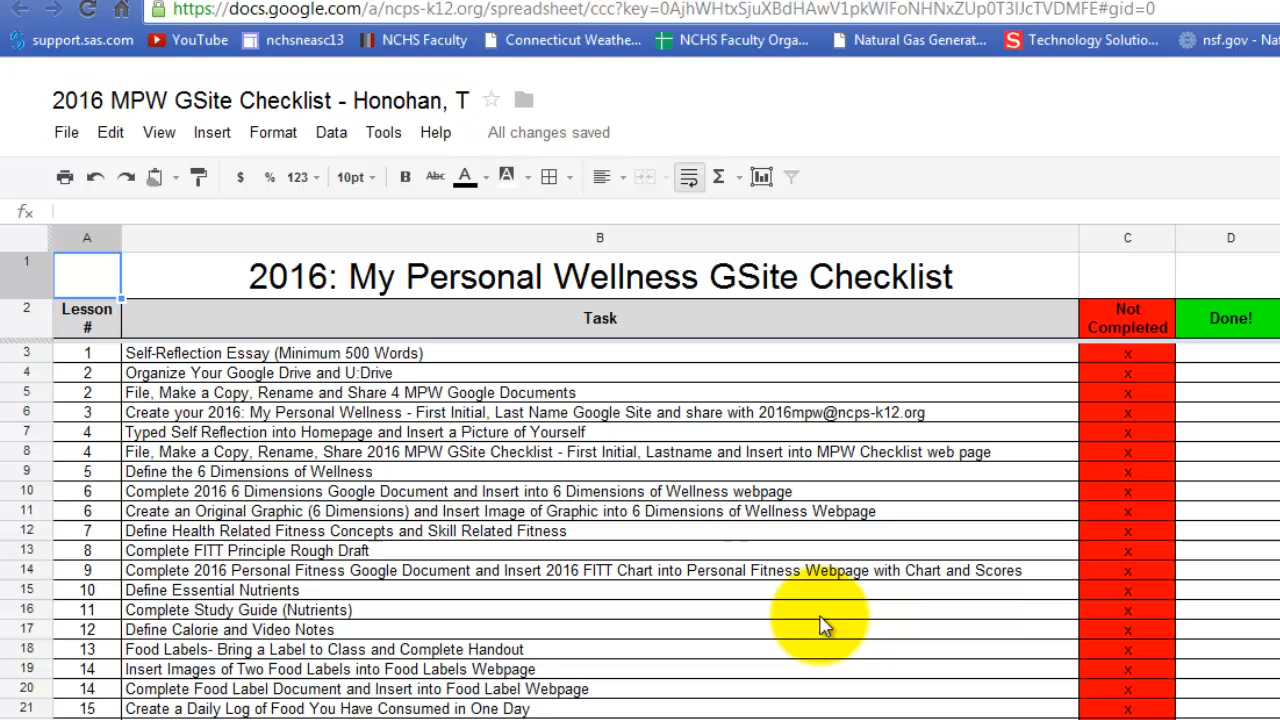 https://docs.google.com/a/ncps-k12.org/spreadsheet/ccc?key=0AjhWHtxSjuXBdHAwV1pkWlFoNHNxZUp0T3lJcTVDMFE#gid=0
support.sas.com YouTube nchsneasc13 NCHS Faculty Connecticut Weathe... NCHS Faculty Orga... Natural Gas Generat... Technology Solutio... nsf.gov - Na
2016 MPW GSite Checklist - Honohan, T
File Edit View Insert Format Data Tools Help All changes saved
$ % 123 10pt B Abc A A Σ
fx
A B C D
1 2016: My Personal Wellness GSite Checklist
2 Lesson # Task Not Completed Done!
3 1 Self-Reflection Essay (Minimum 500 Words) x
4 2 Organize Your Google Drive and U:Drive x
5 2 File, Make a Copy, Rename and Share 4 MPW Google Documents x
6 3 Create your 2016: My Personal Wellness - First Initial, Last Name Google Site and share with 2016mpw@ncps-k12.org x
7 4 Typed Self Reflection into Homepage and Insert a Picture of Yourself x
8 4 File, Make a Copy, Rename, Share 2016 MPW GSite Checklist - First Initial, Lastname and Insert into MPW Checklist web page x
9 5 Define the 6 Dimensions of Wellness x
10 6 Complete 2016 6 Dimensions Google Document and Insert into 6 Dimensions of Wellness webpage x
11 6 Create an Original Graphic (6 Dimensions) and Insert Image of Graphic into 6 Dimensions of Wellness Webpage x
12 7 Define Health Related Fitness Concepts and Skill Related Fitness x
13 8 Complete FITT Principle Rough Draft x
14 9 Complete 2016 Personal Fitness Google Document and Insert 2016 FITT Chart into Personal Fitness Webpage with Chart and Scores x
15 10 Define Essential Nutrients x
16 11 Complete Study Guide (Nutrients) x
17 12 Define Calorie and Video Notes x
18 13 Food Labels- Bring a Label to Class and Complete Handout x
19 14 Insert Images of Two Food Labels into Food Labels Webpage x
20 14 Complete Food Label Document and Insert into Food Label Webpage x
21 15 Create a Daily Log of Food You Have Consumed in One Day x